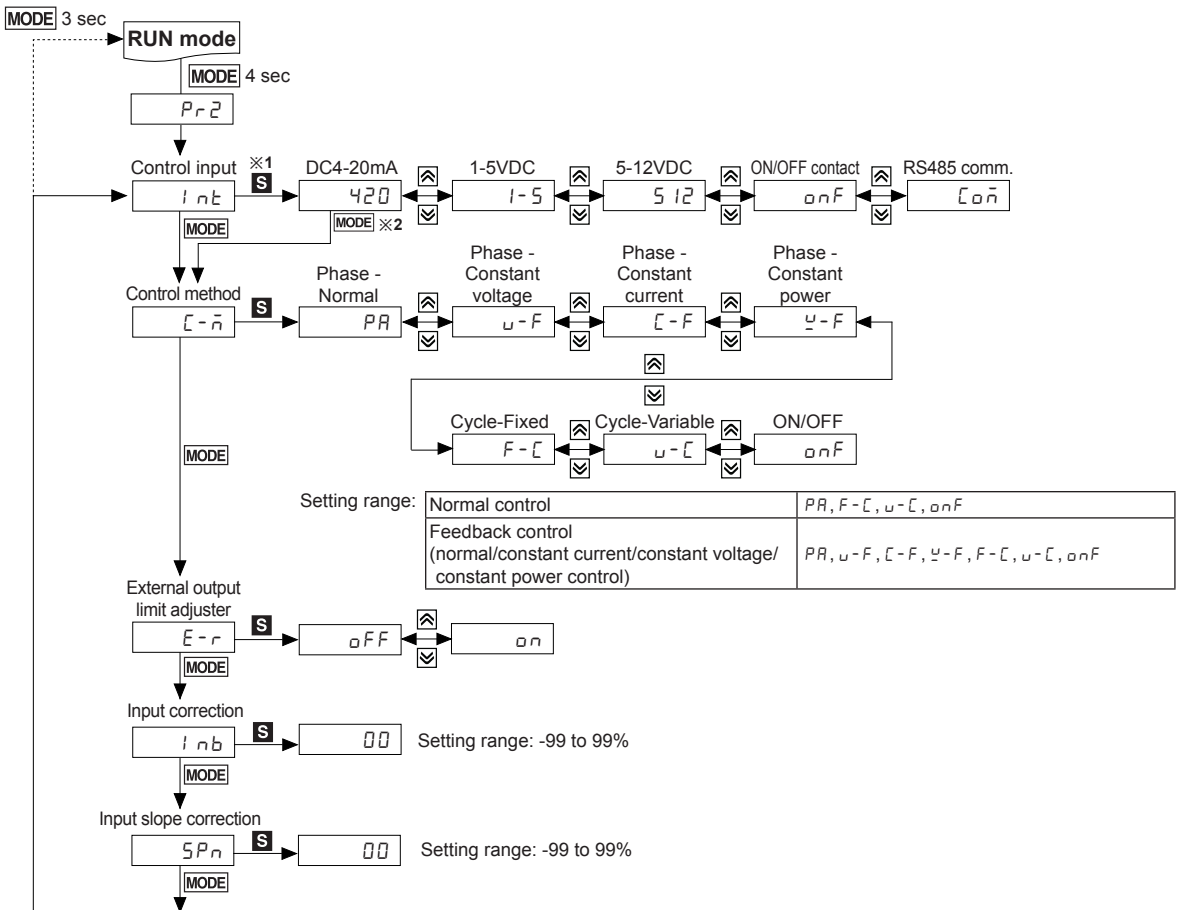 MODE 3 sec
RUN mode
MODE 4 sec
Pr2
Control input ※1 DC4-20mA 1-5VDC 5-12VDC ON/OFF contact RS485 comm.
Int S 420 1-5 512 onF Com̄
MODE MODE ※2
Phase - Normal
Phase - Constant voltage
Phase - Constant current
Phase - Constant power
Control method
C-n̄ S PA u-F C-F y̲-F
Cycle-Fixed Cycle-Variable ON/OFF
F-C u-C onF
MODE
Setting range: Normal control PA, F-C, u-C, onF
Feedback control
(normal/constant current/constant voltage/
constant power control) PA, u-F, C-F, y̲-F, F-C, u-C, onF
External output
limit adjuster
E-r S oFF on
MODE
Input correction
Inb S 00 Setting range: -99 to 99%
MODE
Input slope correction
SPn S 00 Setting range: -99 to 99%
MODE